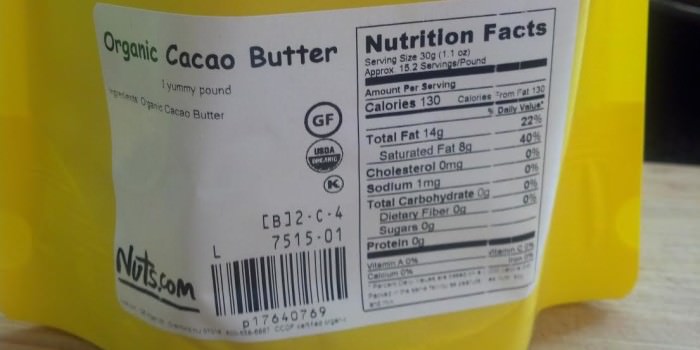 Organic Cacao Butter
1 yummy pound
Ingredients: Organic Cacao Butter
GF
USDA
ORGANIC
K
[B]2-C-4
L 7515-01
Nuts.com
p17640769
Nutrition Facts
Serving Size 30g (1.1 oz)
Approx. 15.2 Servings/Pound
Amount Per Serving
Calories 130 Calories From Fat 130
% Daily Value*
Total Fat 14g 22%
Saturated Fat 8g 40%
Cholesterol 0mg 0%
Sodium 1mg 0%
Total Carbohydrate 0g 0%
Dietary Fiber 0g 0%
Sugars 0g
Protein 0g
Vitamin A 0% Vitamin C 0%
Calcium 0% Iron 0%